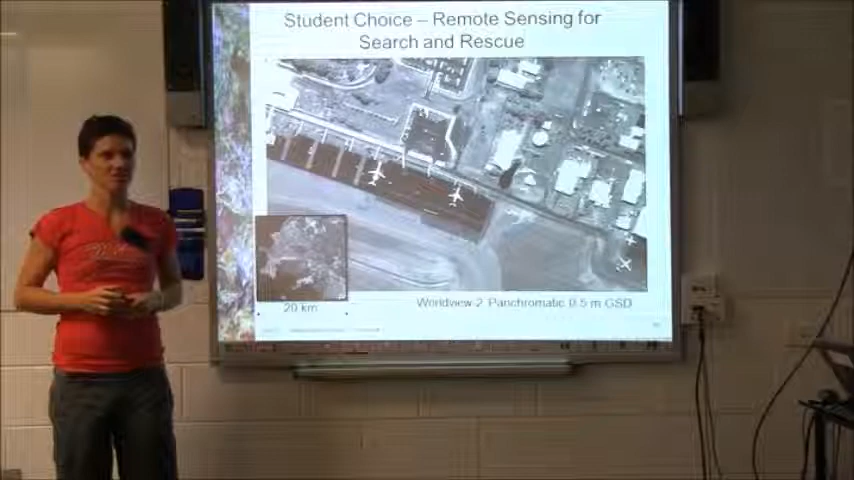 Student Choice – Remote Sensing for
Search and Rescue
20 km
Worldview-2 Panchromatic 0.5 m GSD